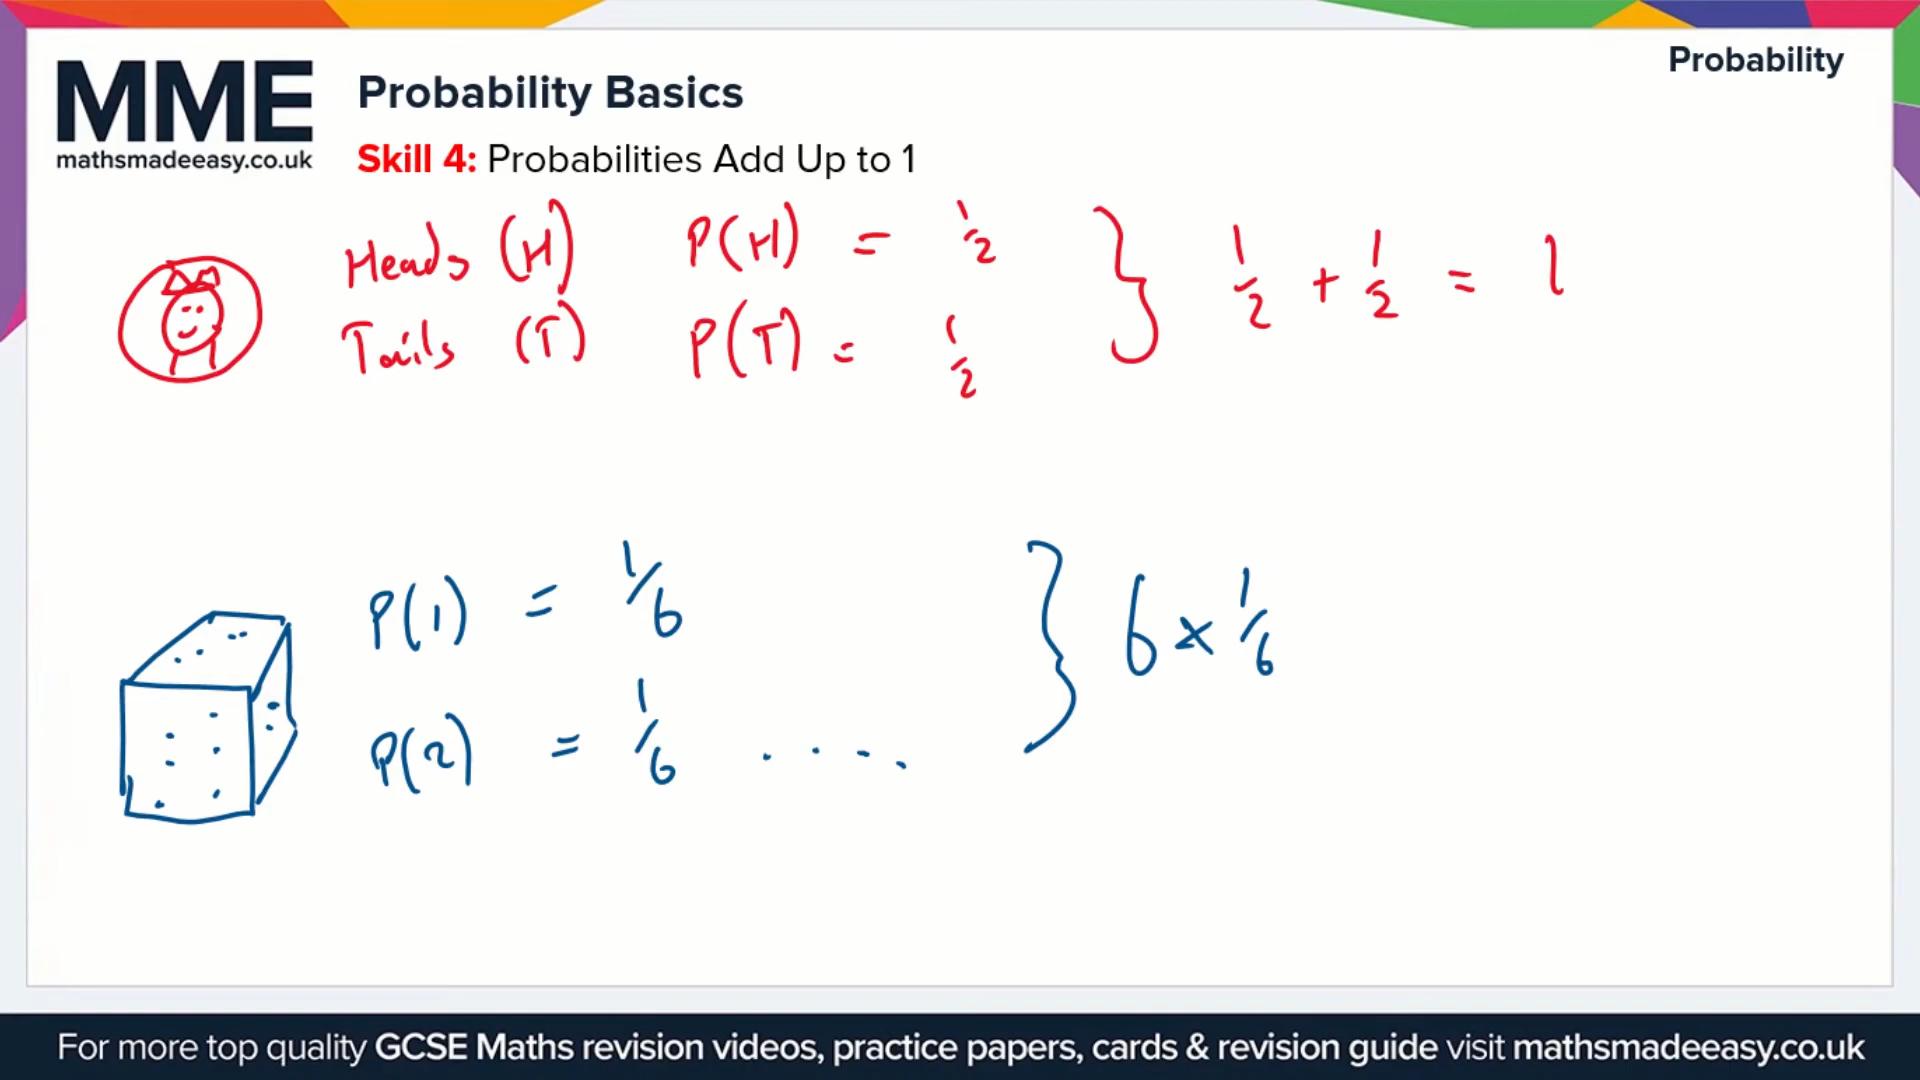 MME
mathsmadeeasy.co.uk
Probability
Probability Basics
Skill 4: Probabilities Add Up to 1
Heads (H) P(H) = 1/2
Tails (T) P(T) = 1/2
} 1/2 + 1/2 = 1
P(1) = 1/6
P(2) = 1/6 ....
} 6 × 1/6
For more top quality GCSE Maths revision videos, practice papers, cards & revision guide visit mathsmadeeasy.co.uk